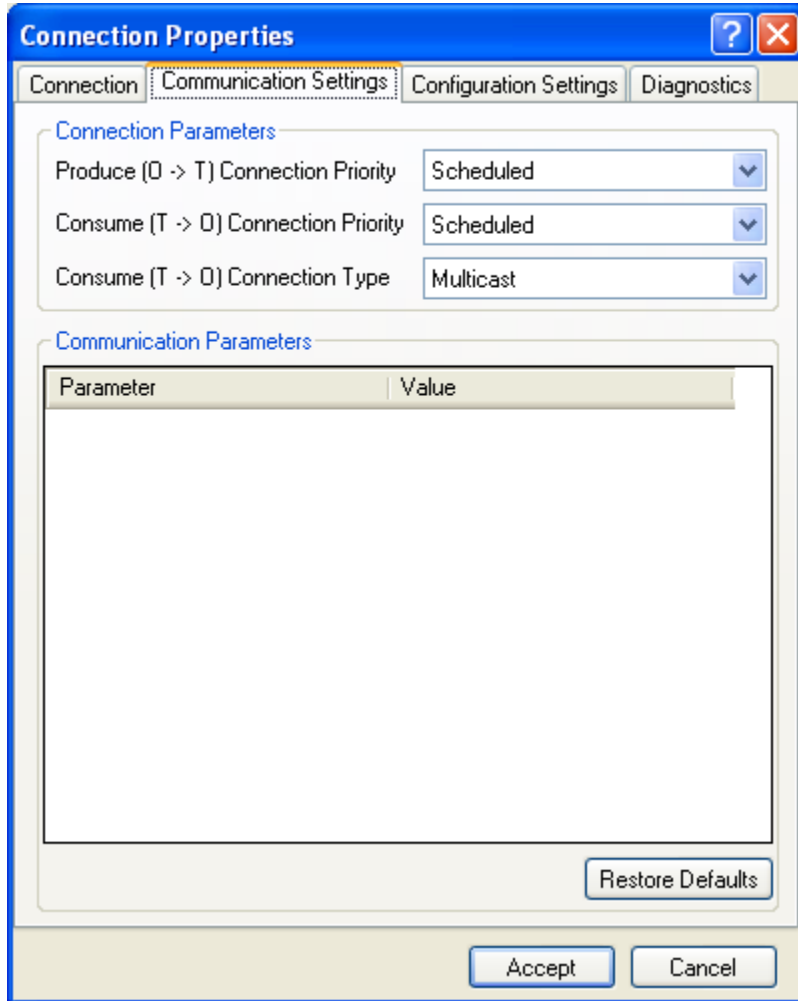 Connection Properties
Connection Communication Settings Configuration Settings Diagnostics
Connection Parameters
Produce (O -> T) Connection Priority Scheduled
Consume (T -> O) Connection Priority Scheduled
Consume (T -> O) Connection Type Multicast
Communication Parameters
Parameter Value
Restore Defaults
Accept Cancel